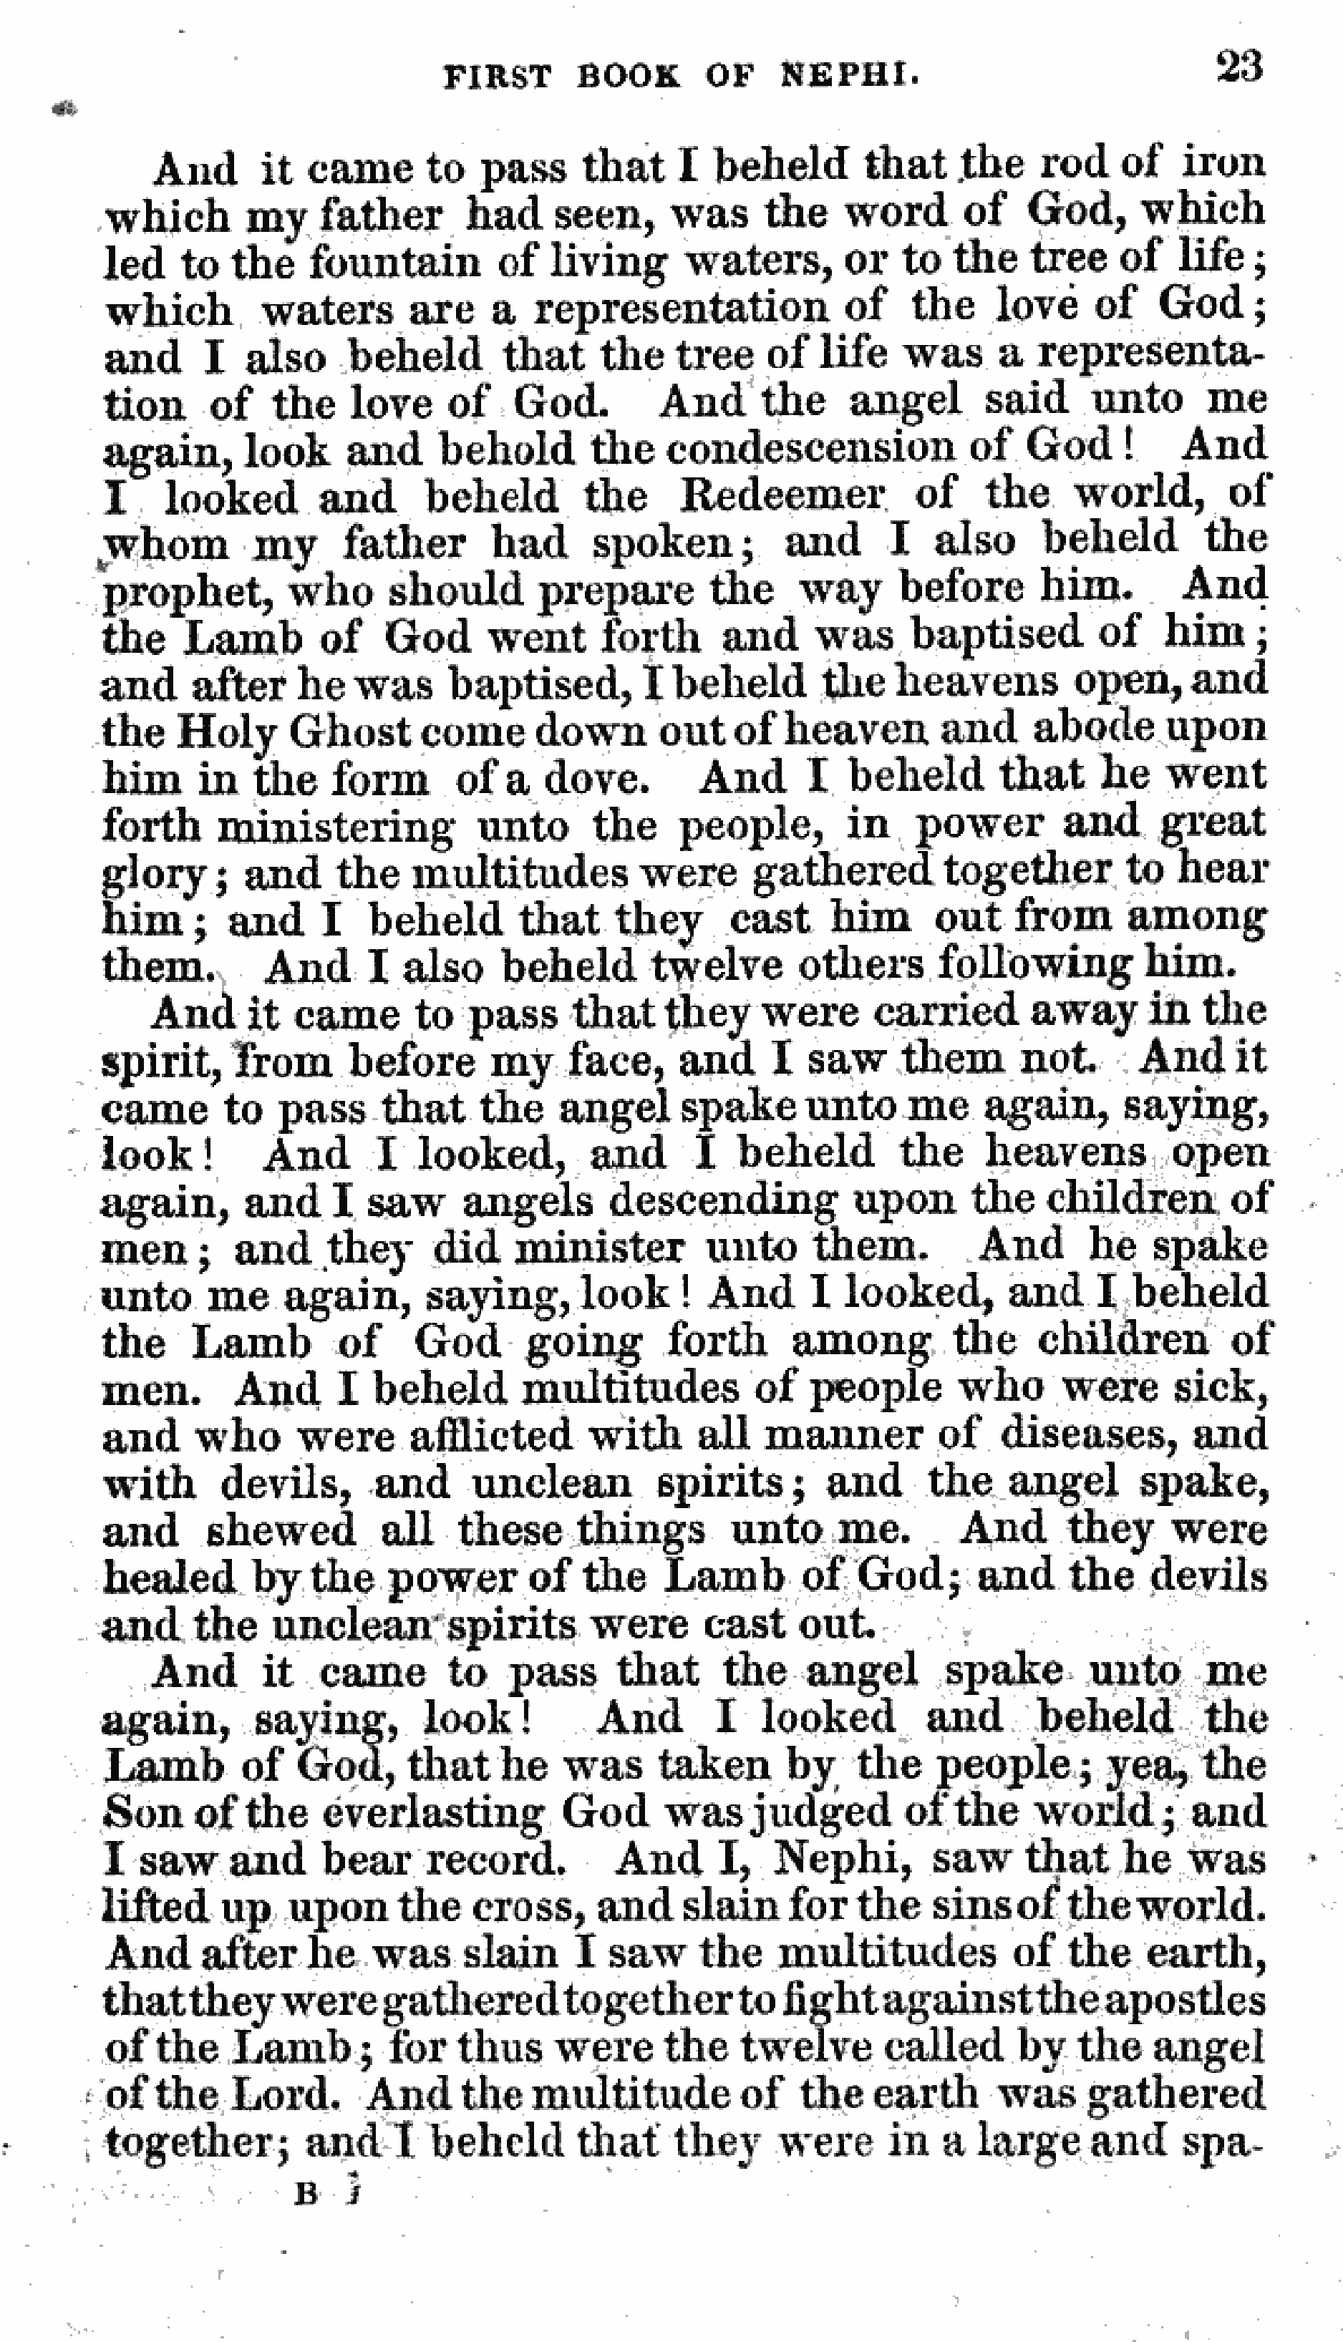 FIRST BOOK OF NEPHI. 23
And it came to pass that I beheld that the rod of iron
which my father had seen, was the word of God, which
led to the fountain of living waters, or to the tree of life;
which waters are a representation of the love of God;
and I also beheld that the tree of life was a representa-
tion of the love of God. And the angel said unto me
again, look and behold the condescension of God! And
I looked and beheld the Redeemer of the world, of
whom my father had spoken; and I also beheld the
prophet, who should prepare the way before him. And
the Lamb of God went forth and was baptised of him;
and after he was baptised, I beheld the heavens open, and
the Holy Ghost come down out of heaven and abode upon
him in the form of a dove. And I beheld that he went
forth ministering unto the people, in power and great
glory; and the multitudes were gathered together to hear
him; and I beheld that they cast him out from among
them. And I also beheld twelve others following him.
And it came to pass that they were carried away in the
spirit, from before my face, and I saw them not. And it
came to pass that the angel spake unto me again, saying,
look! And I looked, and I beheld the heavens open
again, and I saw angels descending upon the children of
men; and they did minister unto them. And he spake
unto me again, saying, look! And I looked, and I beheld
the Lamb of God going forth among the children of
men. And I beheld multitudes of people who were sick,
and who were afflicted with all manner of diseases, and
with devils, and unclean spirits; and the angel spake,
and shewed all these things unto me. And they were
healed by the power of the Lamb of God; and the devils
and the unclean spirits were cast out.
And it came to pass that the angel spake unto me
again, saying, look! And I looked and beheld the
Lamb of God, that he was taken by the people; yea, the
Son of the everlasting God was judged of the world; and
I saw and bear record. And I, Nephi, saw that he was
lifted up upon the cross, and slain for the sins of the world.
And after he was slain I saw the multitudes of the earth,
that they were gathered together to fight against the apostles
of the Lamb; for thus were the twelve called by the angel
of the Lord. And the multitude of the earth was gathered
together; and I beheld that they were in a large and spa-
B